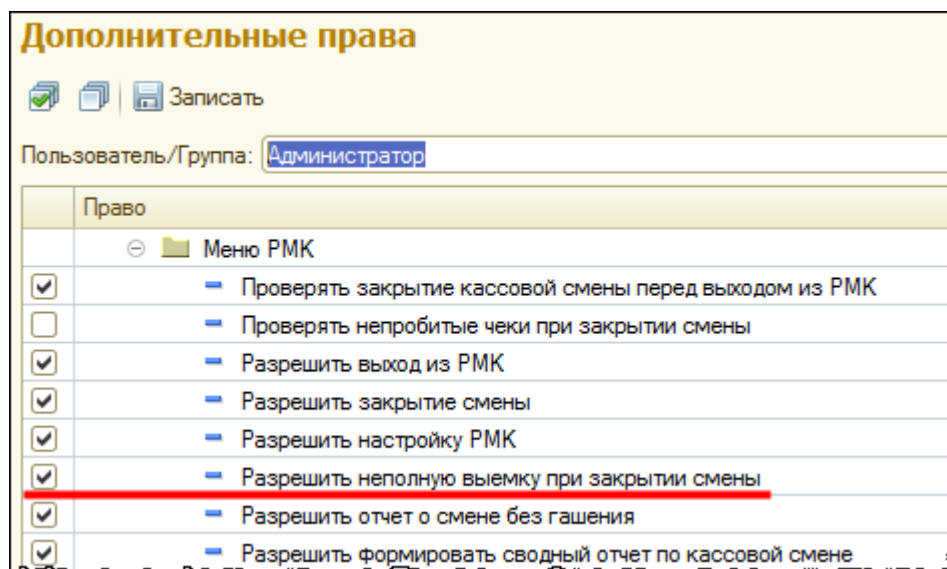 Дополнительные права
Записать
Пользователь/Группа: Администратор
Право
Меню РМК
Проверять закрытие кассовой смены перед выходом из РМК
Проверять непробитые чеки при закрытии смены
Разрешить выход из РМК
Разрешить закрытие смены
Разрешить настройку РМК
Разрешить неполную выемку при закрытии смены
Разрешить отчет о смене без гашения
Разрешить формировать сводный отчет по кассовой смене